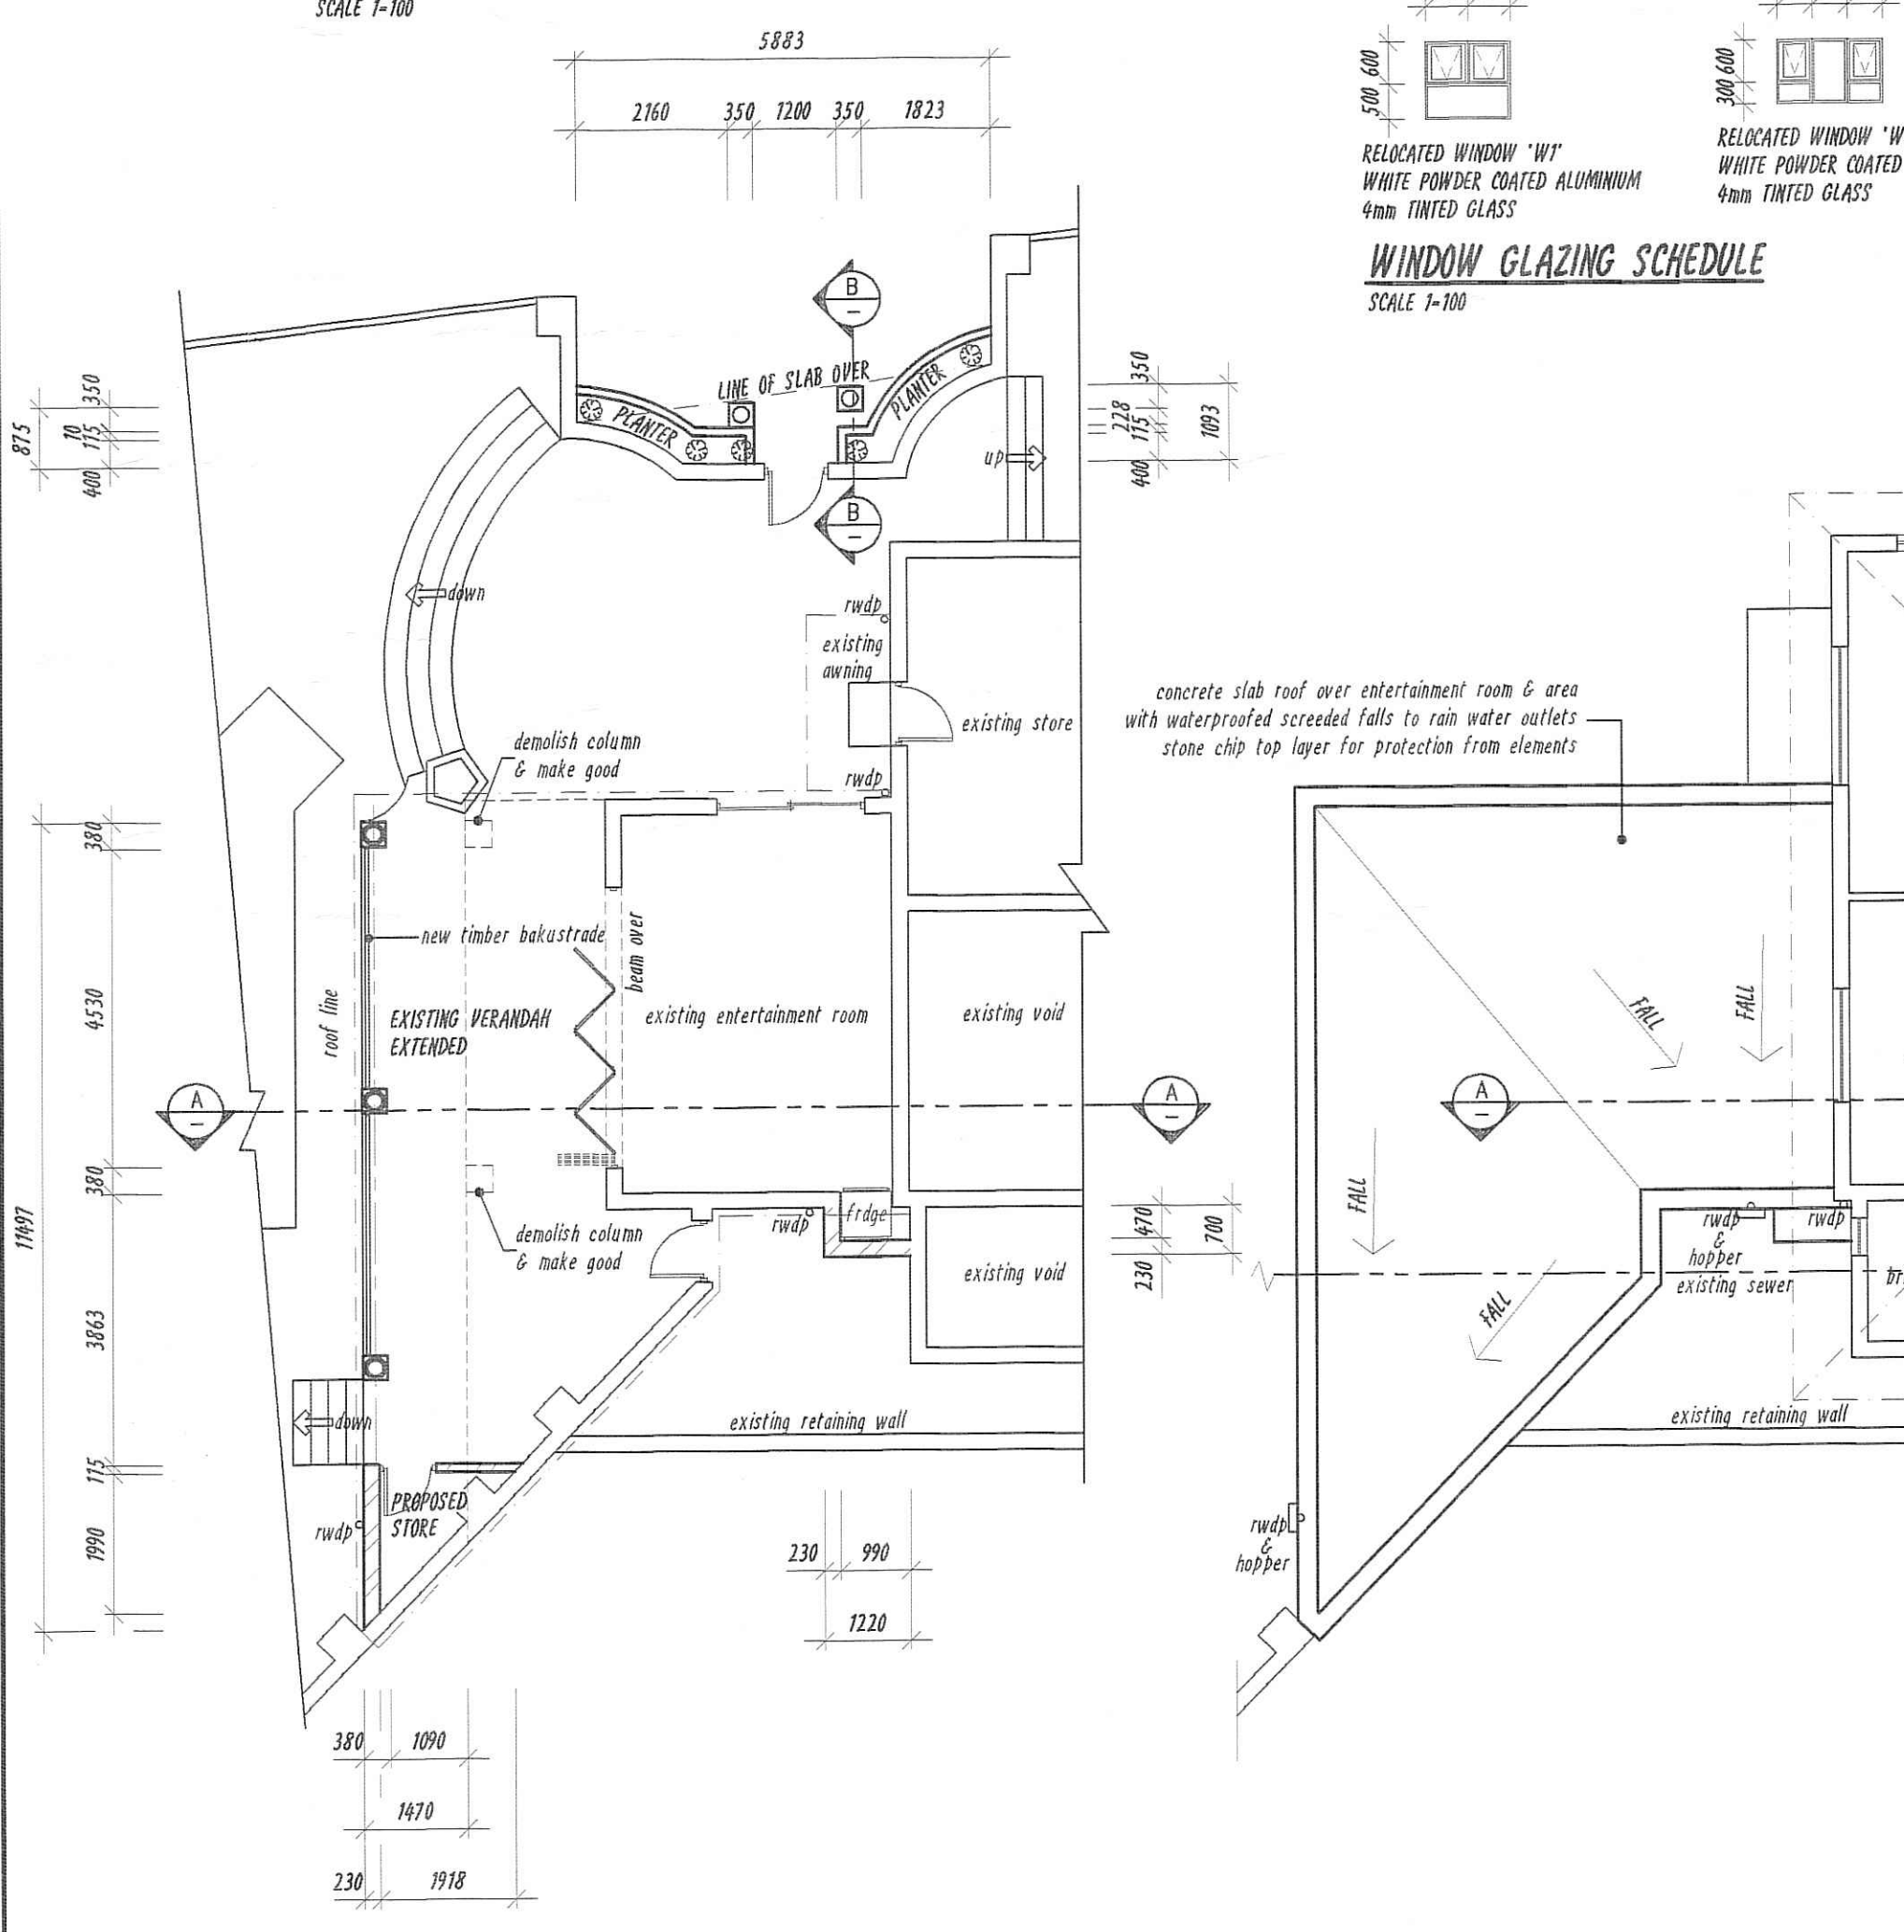 SCALE 1=100
5883
2160 350 1200 350 1823
600
500
RELOCATED WINDOW 'W1'
WHITE POWDER COATED ALUMINIUM
4mm TINTED GLASS
600
300
RELOCATED WINDOW 'W
WHITE POWDER COATED
4mm TINTED GLASS
WINDOW GLAZING SCHEDULE
SCALE 1=100
B
LINE OF SLAB OVER
PLANTER
PLANTER
875
350
10
115
400
350
228
115
400
1093
up
B
down
rwdp
existing
awning
rwdp
existing store
demolish column
& make good
concrete slab roof over entertainment room & area
with waterproofed screeded falls to rain water outlets
stone chip top layer for protection from elements
new timber bakustrade
beam over
roof line
EXISTING VERANDAH
EXTENDED
existing entertainment room
existing void
FALL
FALL
A
A
A
11497
380
4530
380
3863
115
1990
demolish column
& make good
rwdp
frdge
existing void
470
230
700
FALL
FALL
rwdp
&
hopper
rwdp
existing sewer
br
down
existing retaining wall
existing retaining wall
PROPOSED
STORE
rwdp
rwdp
&
hopper
230 990
1220
380 1090
1470
230 1918